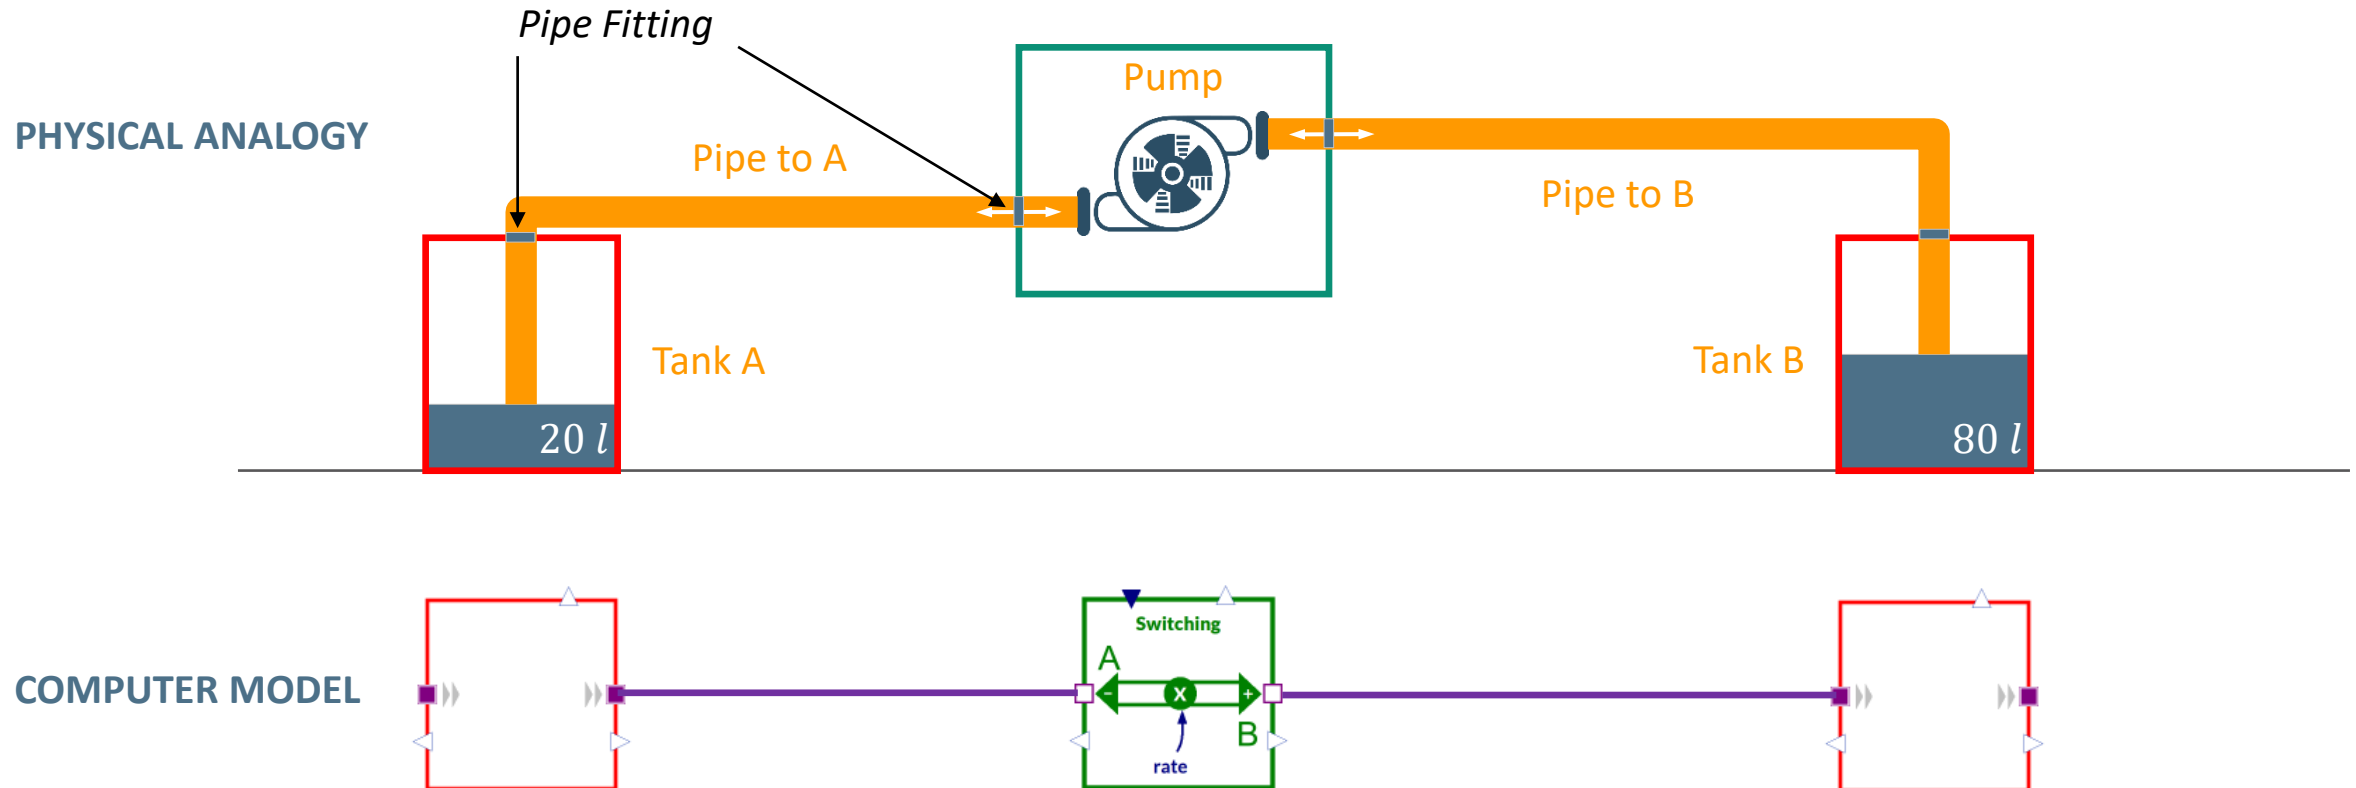 Pipe Fitting
Pump
PHYSICAL ANALOGY
Pipe to A
Pipe to B
Tank A
Tank B
20 l
80 l
Switching
A
COMPUTER MODEL
- X +
B
rate